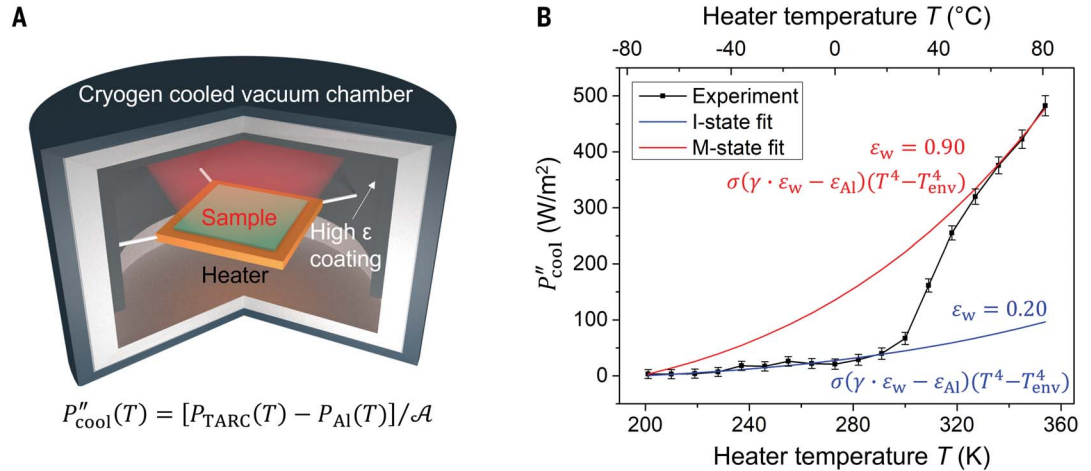 A
Cryogen cooled vacuum chamber
Sample
High ε
coating
Heater
P″cool(T) = [PTARC(T) − PAl(T)]/𝒜
B
Heater temperature T (°C)
-80 -40 0 40 80
500
400
300
200
100
0
P″cool (W/m²)
Experiment
I-state fit
M-state fit
εw = 0.90
σ(γ · εw − εAl)(T⁴−T⁴env)
εw = 0.20
σ(γ · εw − εAl)(T⁴−T⁴env)
200 240 280 320 360
Heater temperature T (K)